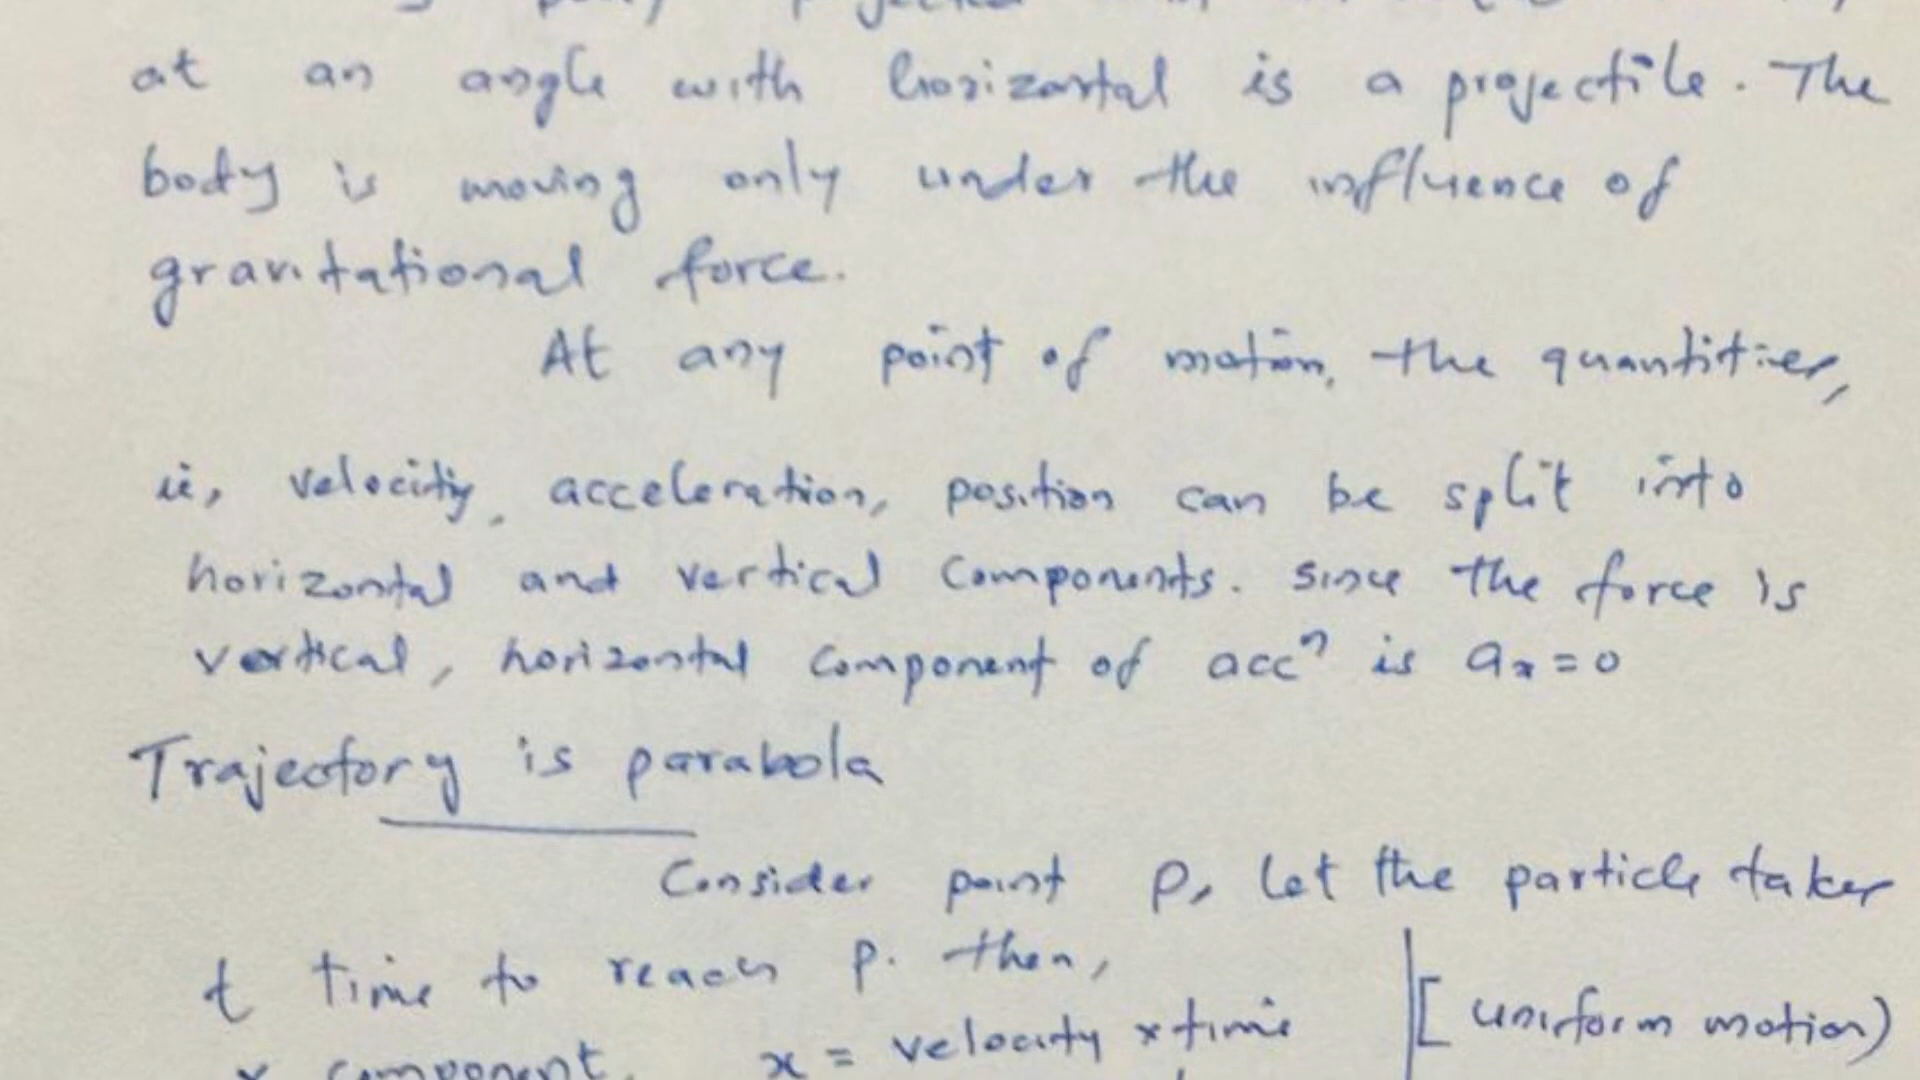 at an angle with horizontal is a projectile. The
body is moving only under the influence of
gravitational force.
At any point of motion, the quantities,
ie, velocity, acceleration, position can be split into
horizontal and vertical components. Since the force is
vertical, horizontal component of accⁿ is aₓ = 0
Trajectory is parabola
Consider point P, Let the particle takes
t time to reach P. Then,
x component, x = velocity × time [uniform motion)